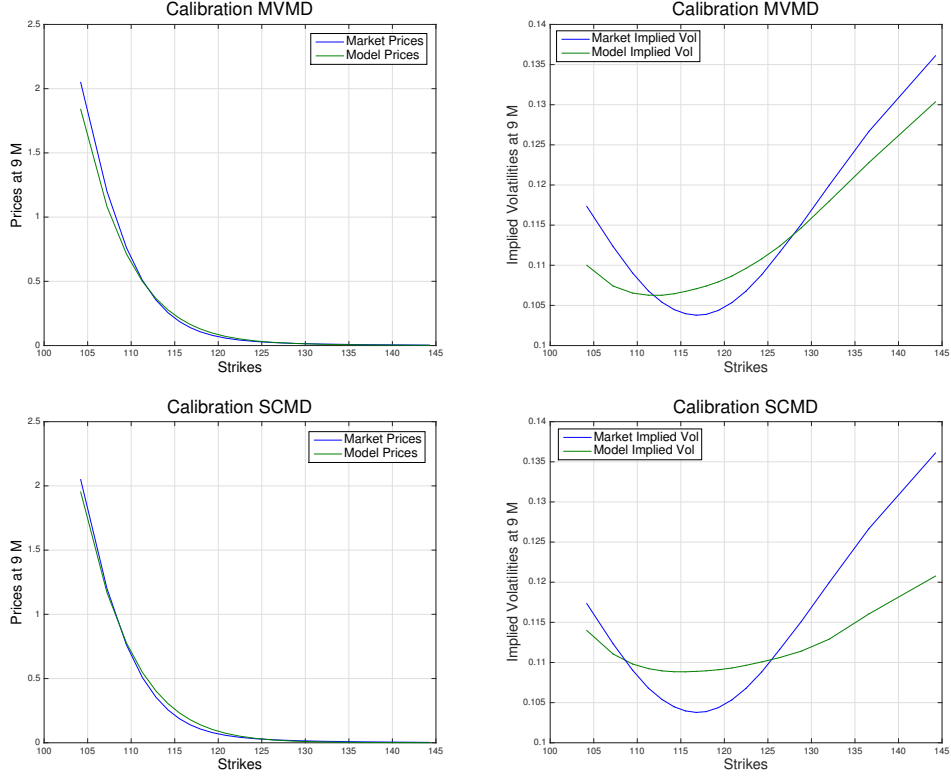 Calibration MVMD
2.5
2
1.5
1
0.5
0
Prices at 9 M
Market Prices
Model Prices
100 105 110 115 120 125 130 135 140 145
Strikes
Calibration MVMD
0.14
0.135
0.13
0.125
0.12
0.115
0.11
0.105
0.1
Implied Volatilities at 9 M
Market Implied Vol
Model Implied Vol
100 105 110 115 120 125 130 135 140 145
Strikes
Calibration SCMD
2.5
2
1.5
1
0.5
0
Prices at 9 M
Market Prices
Model Prices
100 105 110 115 120 125 130 135 140 145
Strikes
Calibration SCMD
0.14
0.135
0.13
0.125
0.12
0.115
0.11
0.105
0.1
Implied Volatilities at 9 M
Market Implied Vol
Model Implied Vol
100 105 110 115 120 125 130 135 140 145
Strikes